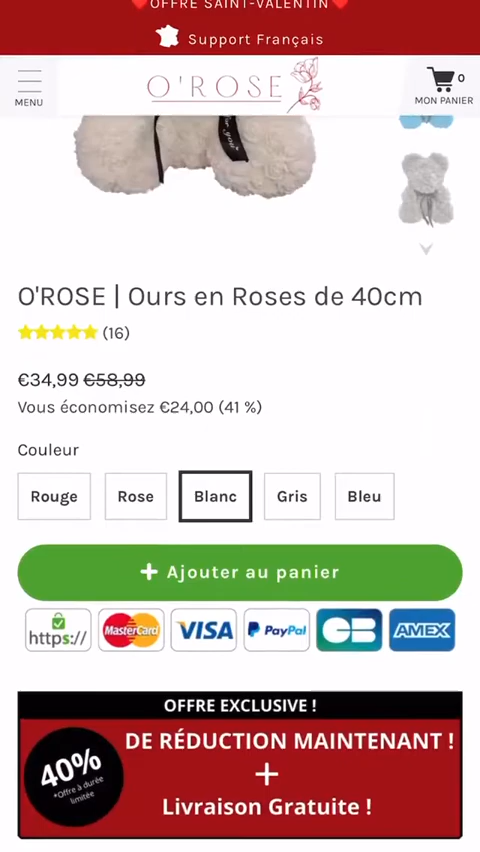 ❤️OFFRE SAINT-VALENTIN❤️
Support Français
MENU
O'ROSE
0
MON PANIER
for you
O'ROSE | Ours en Roses de 40cm
(16)
€34,99 €58,99
Vous économisez €24,00 (41 %)
Couleur
Rouge Rose Blanc Gris Bleu
+ Ajouter au panier
https:// MasterCard VISA PayPal CB AMEX
OFFRE EXCLUSIVE !
40%
*Offre à durée
limitée
DE RÉDUCTION MAINTENANT !
+
Livraison Gratuite !